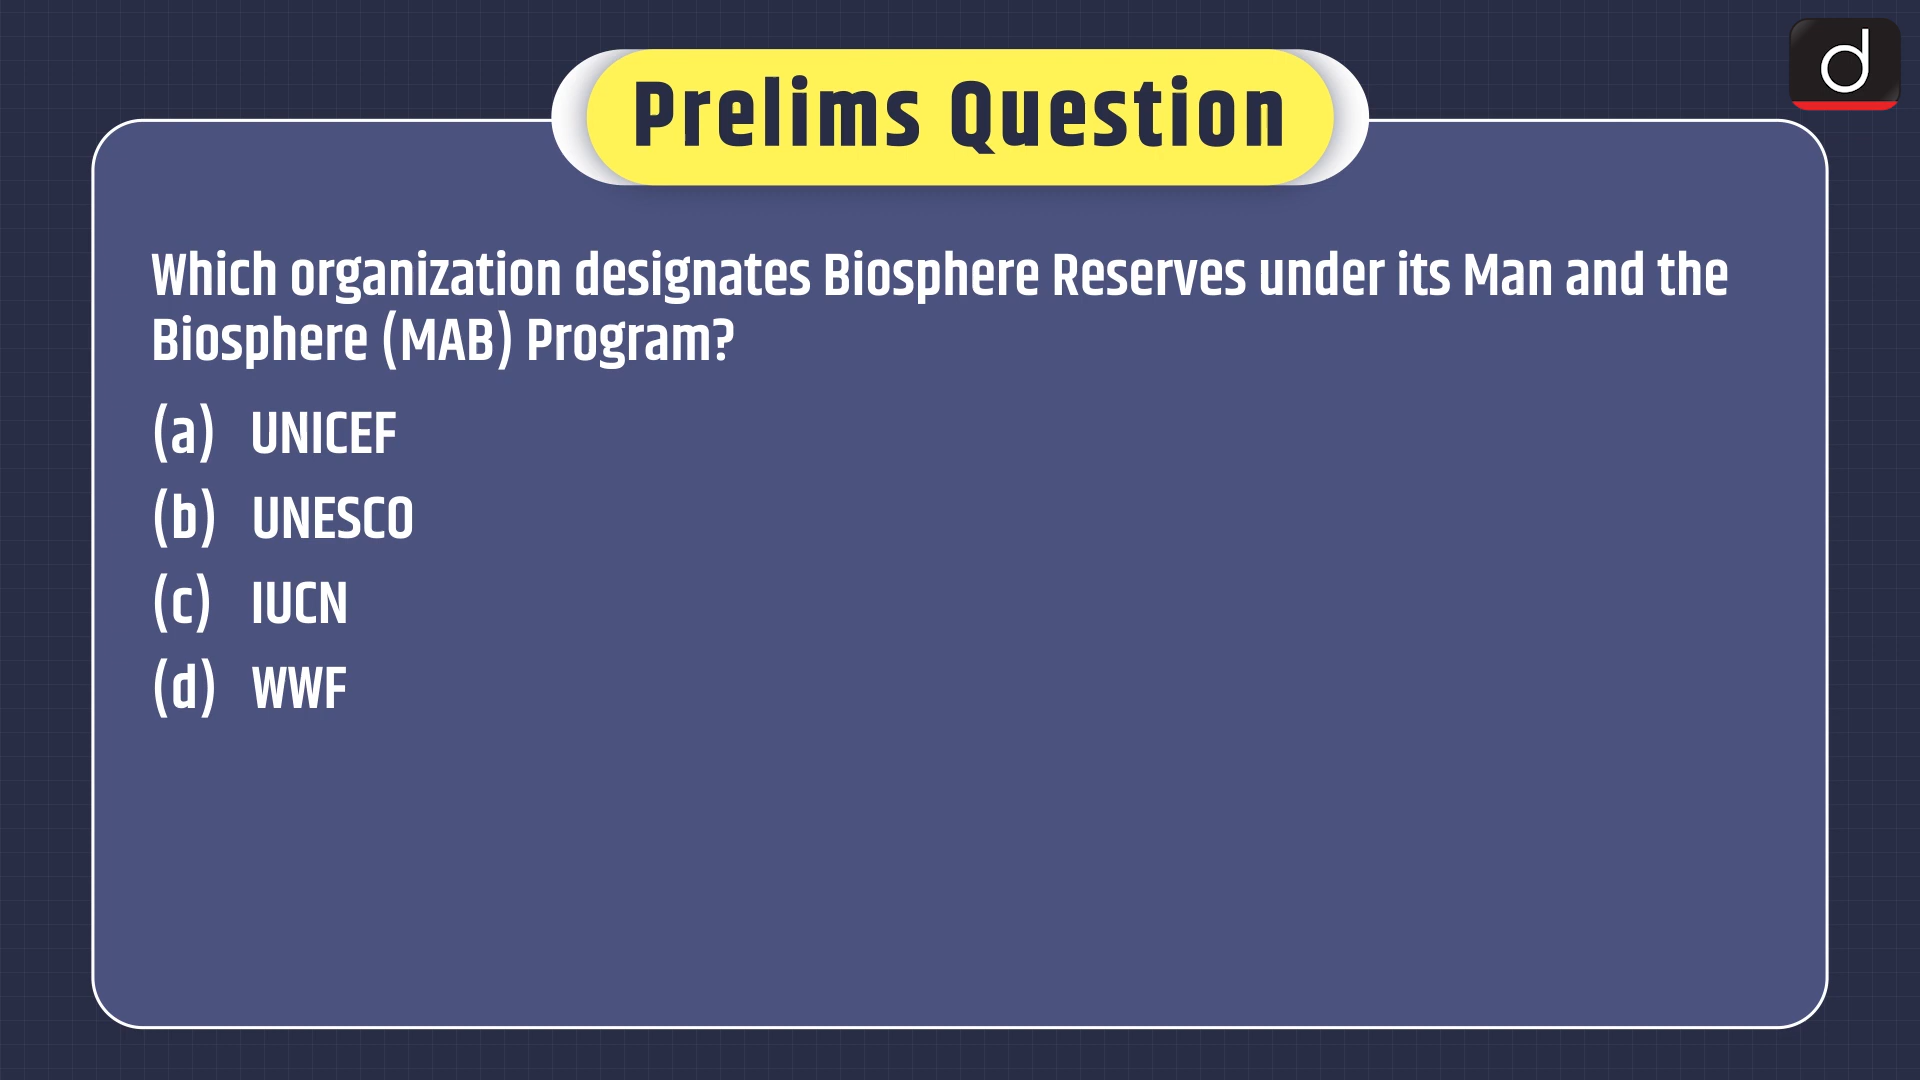 Prelims Question
Which organization designates Biosphere Reserves under its Man and the
Biosphere (MAB) Program?
(a) UNICEF
(b) UNESCO
(c) IUCN
(d) WWF
d